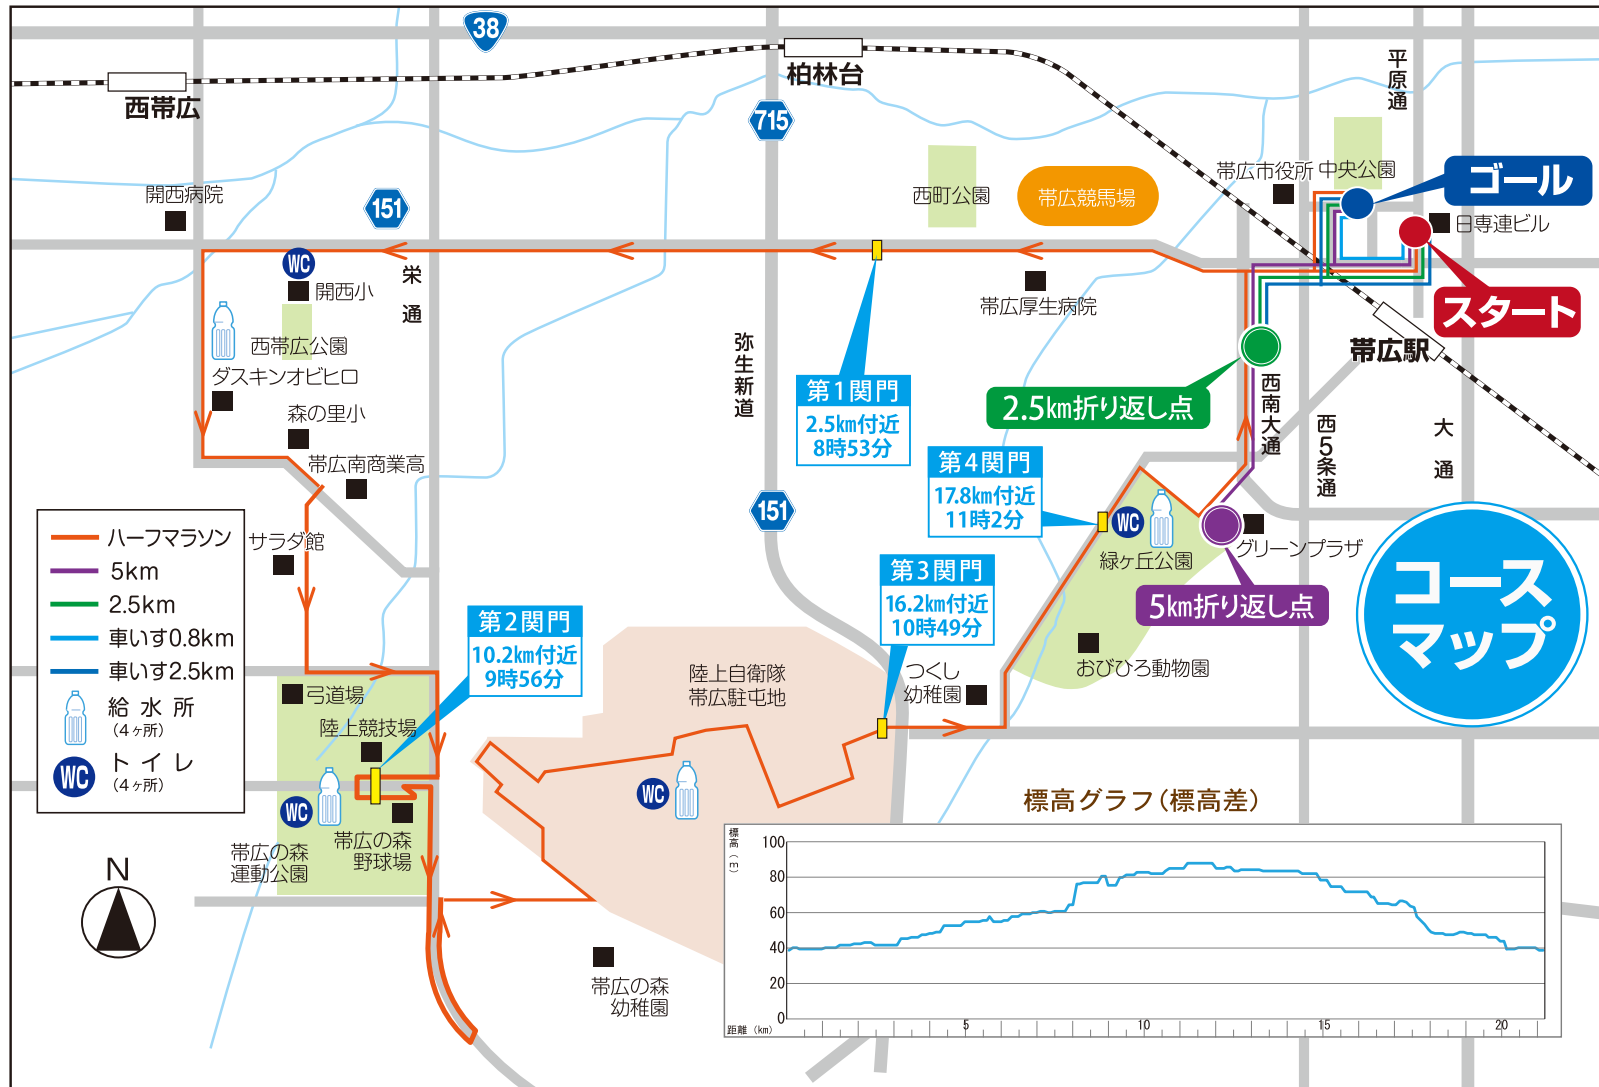 38
柏林台
西帯広
715
平原通
帯広市役所
中央公園
ゴール
開西病院
151
西町公園
帯広競馬場
日専連ビル
WC
開西小
栄通
帯広厚生病院
スタート
西帯広公園
弥生新道
帯広駅
ダスキンオビヒロ
第1関門
2.5km付近
8時53分
2.5km折り返し点
西南大通
西5条通
大通
森の里小
帯広南商業高
第4関門
17.8km付近
11時2分
151
WC
ハーフマラソン
5km
2.5km
車いす0.8km
車いす2.5km
給水所
(4ヶ所)
WC
トイレ
(4ヶ所)
サラダ館
グリーンプラザ
緑ヶ丘公園
コース
マップ
第3関門
16.2km付近
10時49分
5km折り返し点
第2関門
10.2km付近
9時56分
陸上自衛隊
帯広駐屯地
つくし
幼稚園
おびひろ動物園
弓道場
陸上競技場
WC
WC
帯広の森
野球場
帯広の森
運動公園
N
帯広の森
幼稚園
標高グラフ(標高差)
標高(m)
100
80
60
40
20
0
距離(km)
5
10
15
20